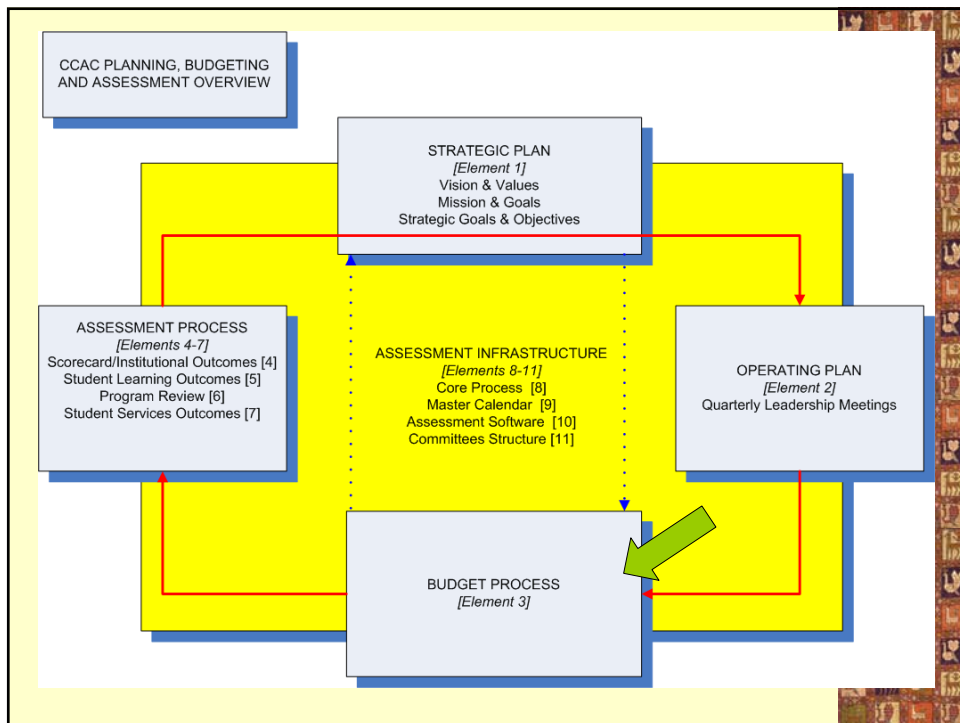 CCAC PLANNING, BUDGETING
AND ASSESSMENT OVERVIEW
STRATEGIC PLAN
[Element 1]
Vision & Values
Mission & Goals
Strategic Goals & Objectives
ASSESSMENT PROCESS
[Elements 4-7]
Scorecard/Institutional Outcomes [4]
Student Learning Outcomes [5]
Program Review [6]
Student Services Outcomes [7]
ASSESSMENT INFRASTRUCTURE
[Elements 8-11]
Core Process [8]
Master Calendar [9]
Assessment Software [10]
Committees Structure [11]
OPERATING PLAN
[Element 2]
Quarterly Leadership Meetings
BUDGET PROCESS
[Element 3]